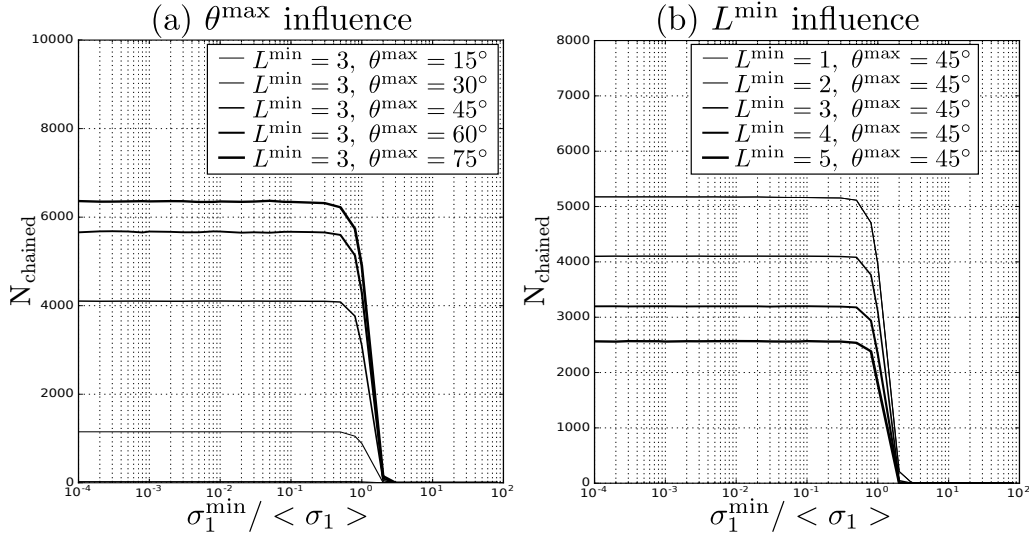 (a) θ^max influence
10000
8000
6000
4000
2000
0
N_chained
L^min = 3, θ^max = 15°
L^min = 3, θ^max = 30°
L^min = 3, θ^max = 45°
L^min = 3, θ^max = 60°
L^min = 3, θ^max = 75°
10^-4 10^-3 10^-2 10^-1 10^0 10^1 10^2
σ_1^min / < σ_1 >
(b) L^min influence
8000
7000
6000
5000
4000
3000
2000
1000
0
N_chained
L^min = 1, θ^max = 45°
L^min = 2, θ^max = 45°
L^min = 3, θ^max = 45°
L^min = 4, θ^max = 45°
L^min = 5, θ^max = 45°
10^-4 10^-3 10^-2 10^-1 10^0 10^1 10^2
σ_1^min / < σ_1 >